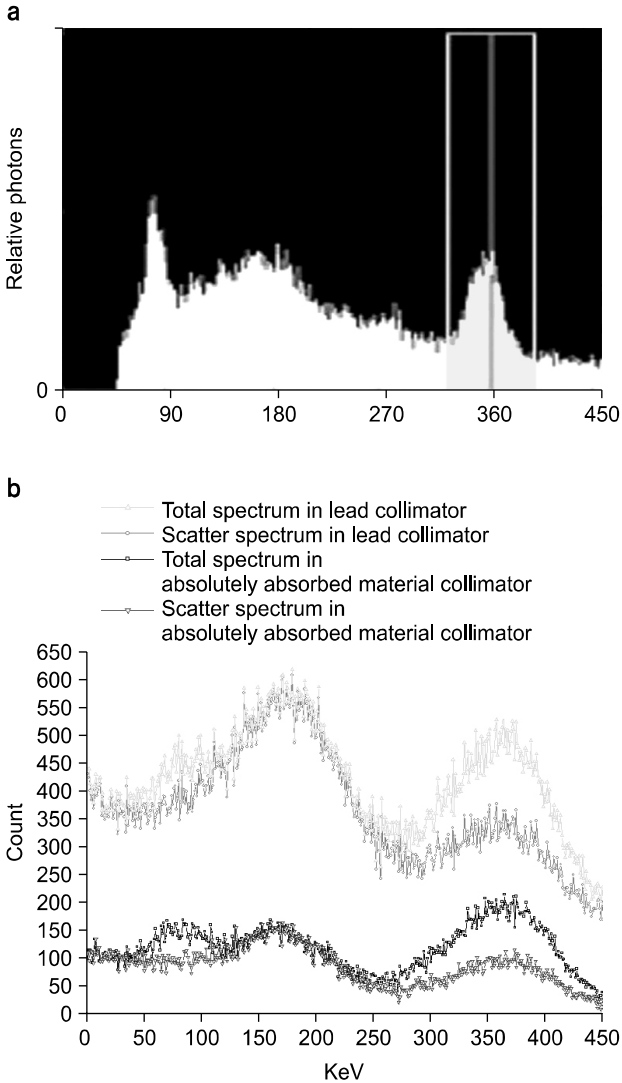 a
Relative photons
0
0 90 180 270 360 450
b
Total spectrum in lead collimator
Scatter spectrum in lead collimator
Total spectrum in
absolutely absorbed material collimator
Scatter spectrum in
absolutely absorbed material collimator
650
600
550
500
450
400
350
300
250
200
150
100
50
0
Count
0 50 100 150 200 250 300 350 400 450
KeV